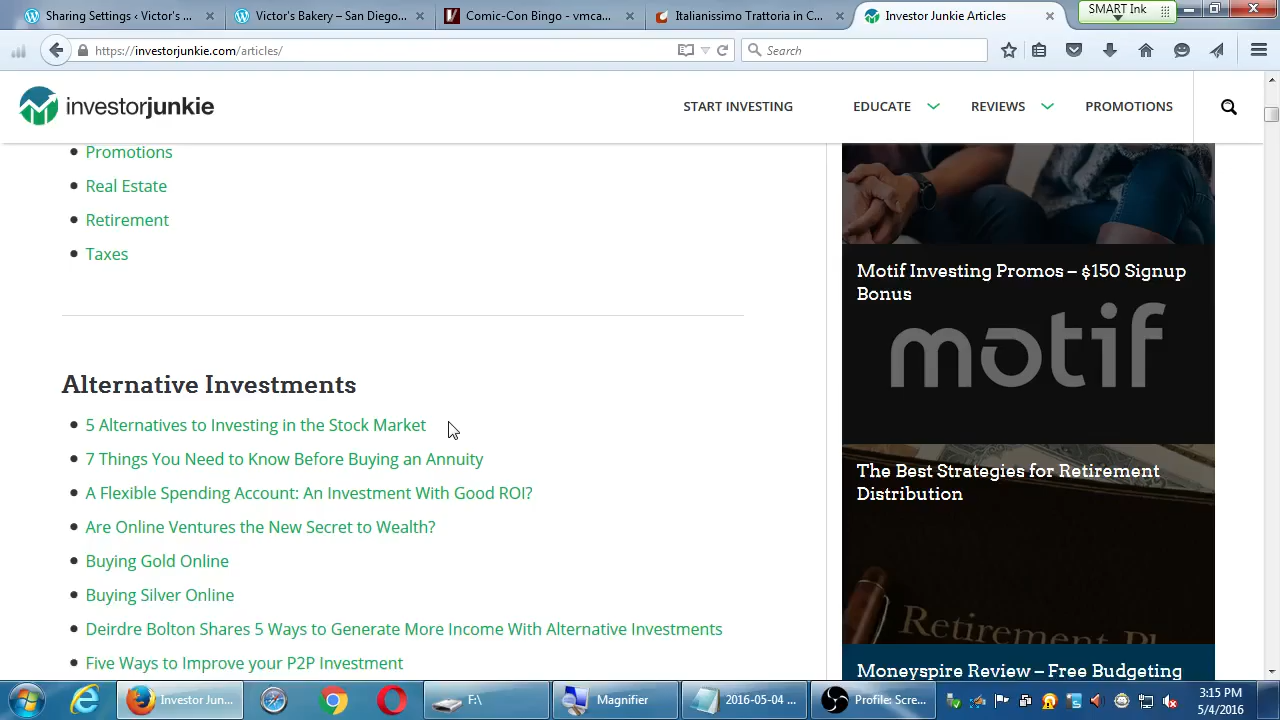 Sharing Settings ‹ Victor's ...
Victor's Bakery – San Diego...
Collection Bingo - vmca...
Italianissimo Trattoria in C...
Investor Junkie Articles
SMART Ink
https://investorjunkie.com/articles/
Search
investorjunkie
START INVESTING
EDUCATE
REVIEWS
PROMOTIONS
Promotions
Real Estate
Retirement
Taxes
Alternative Investments
5 Alternatives to Investing in the Stock Market
7 Things You Need to Know Before Buying an Annuity
A Flexible Spending Account: An Investment With Good ROI?
Are Online Ventures the New Secret to Wealth?
Buying Gold Online
Buying Silver Online
Deirdre Bolton Shares 5 Ways to Generate More Income With Alternative Investments
Five Ways to Improve your P2P Investment
Motif Investing Promos – $150 Signup
Bonus
motif
The Best Strategies for Retirement
Distribution
Retirement Pl
Moneyspire Review – Free Budgeting
Investor Jun...
F:\
Magnifier
2016-05-04 ...
Profile: Scre...
3:15 PM
5/4/2016